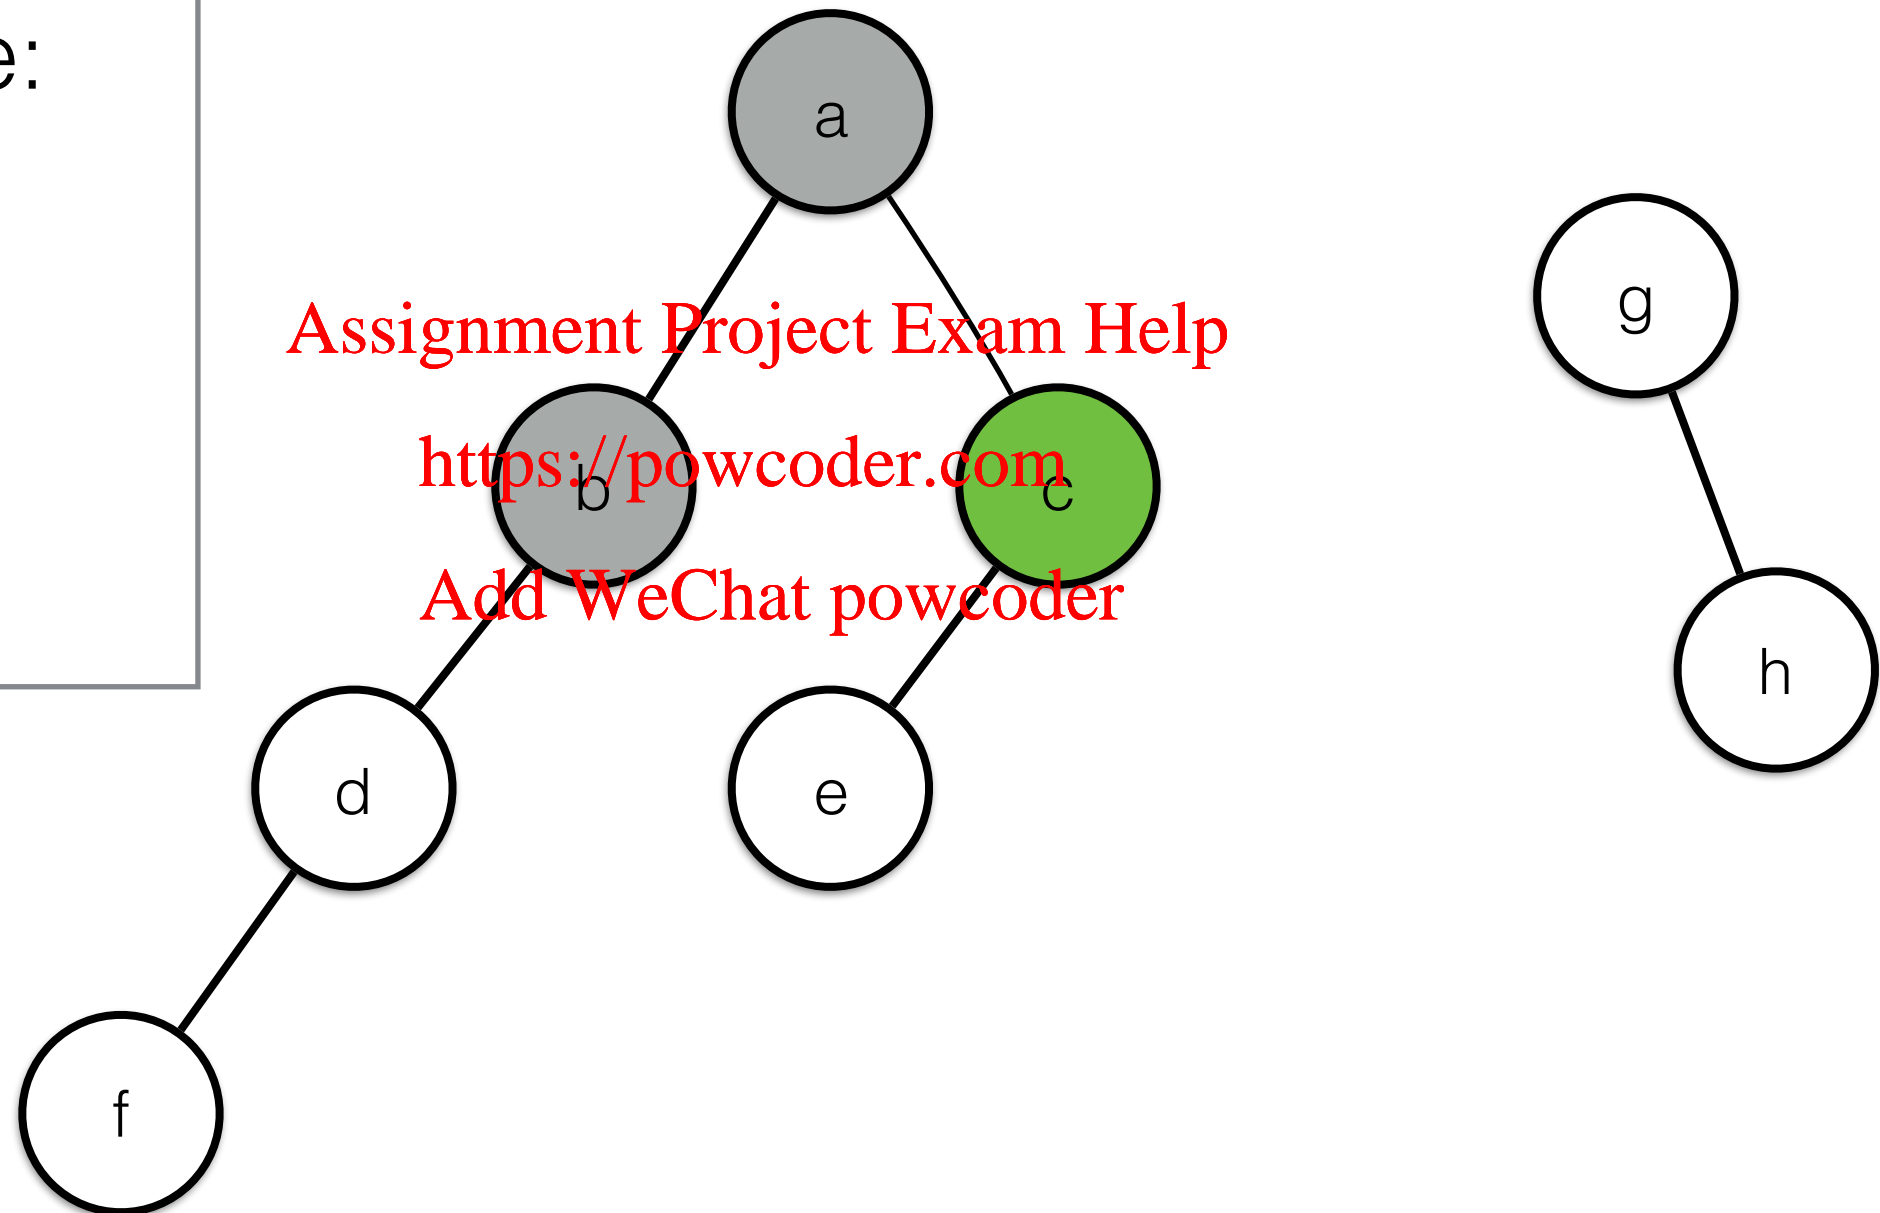 e:
a
g
Assignment Project Exam Help
https://powcoder.com
b
c
Add WeChat powcoder
h
d
e
f